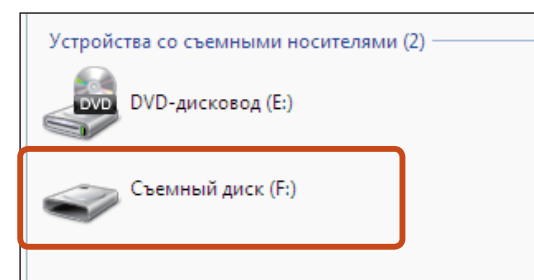 Устройства со съемными носителями (2)
DVD
DVD-дисковод (E:)
Съемный диск (F:)